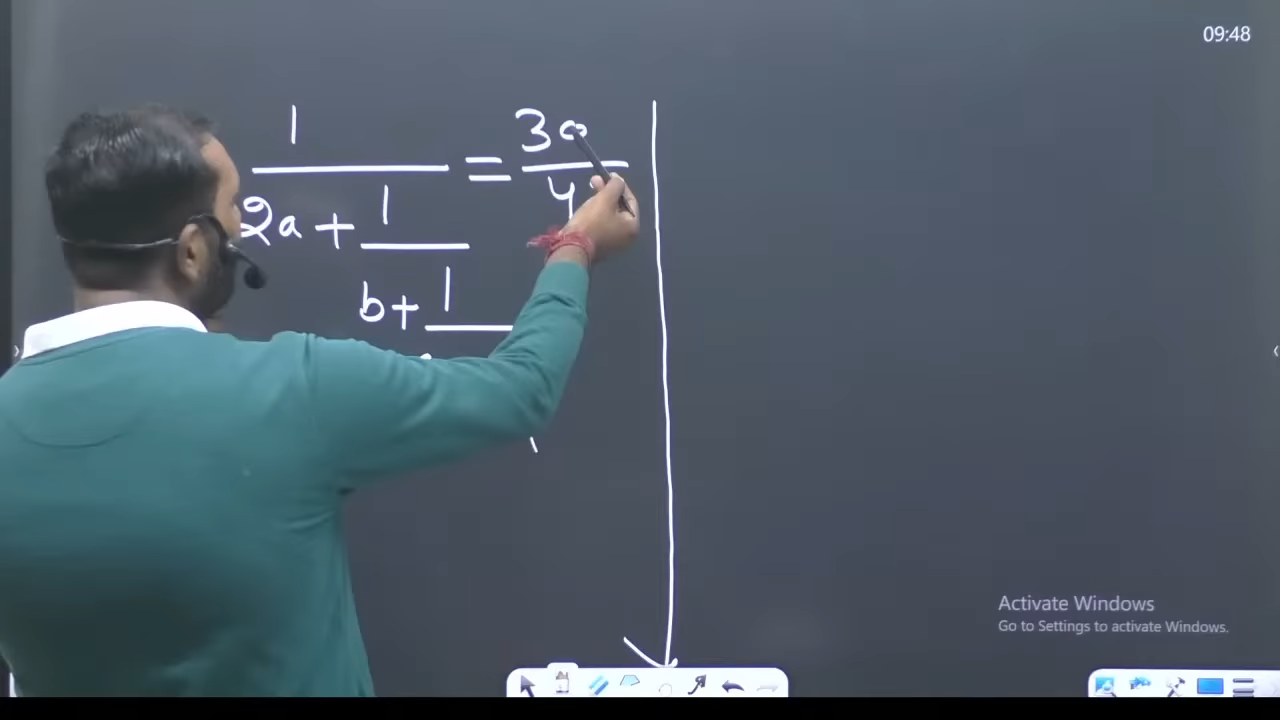 09:48
1
2a + 1 = 3
4
b + 1
Activate Windows
Go to Settings to activate Windows.